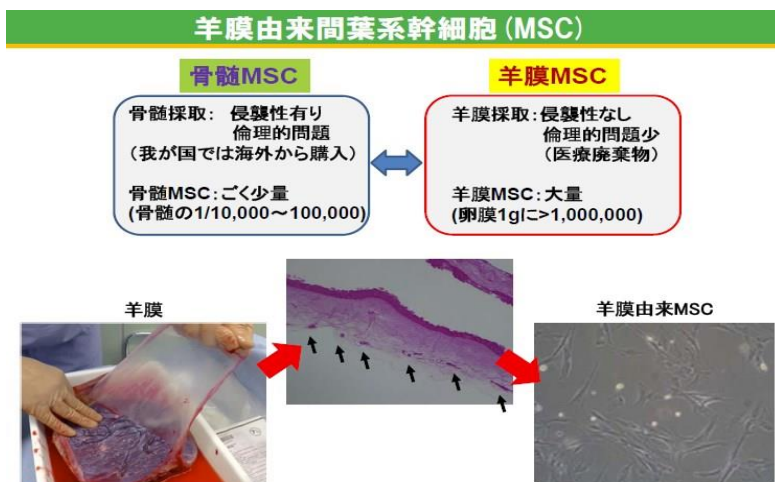 羊膜由来間葉系幹細胞(MSC)
骨髄MSC
骨髄採取： 侵襲性有り
倫理的問題
(我が国では海外から購入)
骨髄MSC：ごく少量
(骨髄の1/10,000～100,000)
羊膜MSC
羊膜採取：侵襲性なし
倫理的問題少
(医療廃棄物)
羊膜MSC：大量
(卵膜1gに>1,000,000)
羊膜
羊膜由来MSC